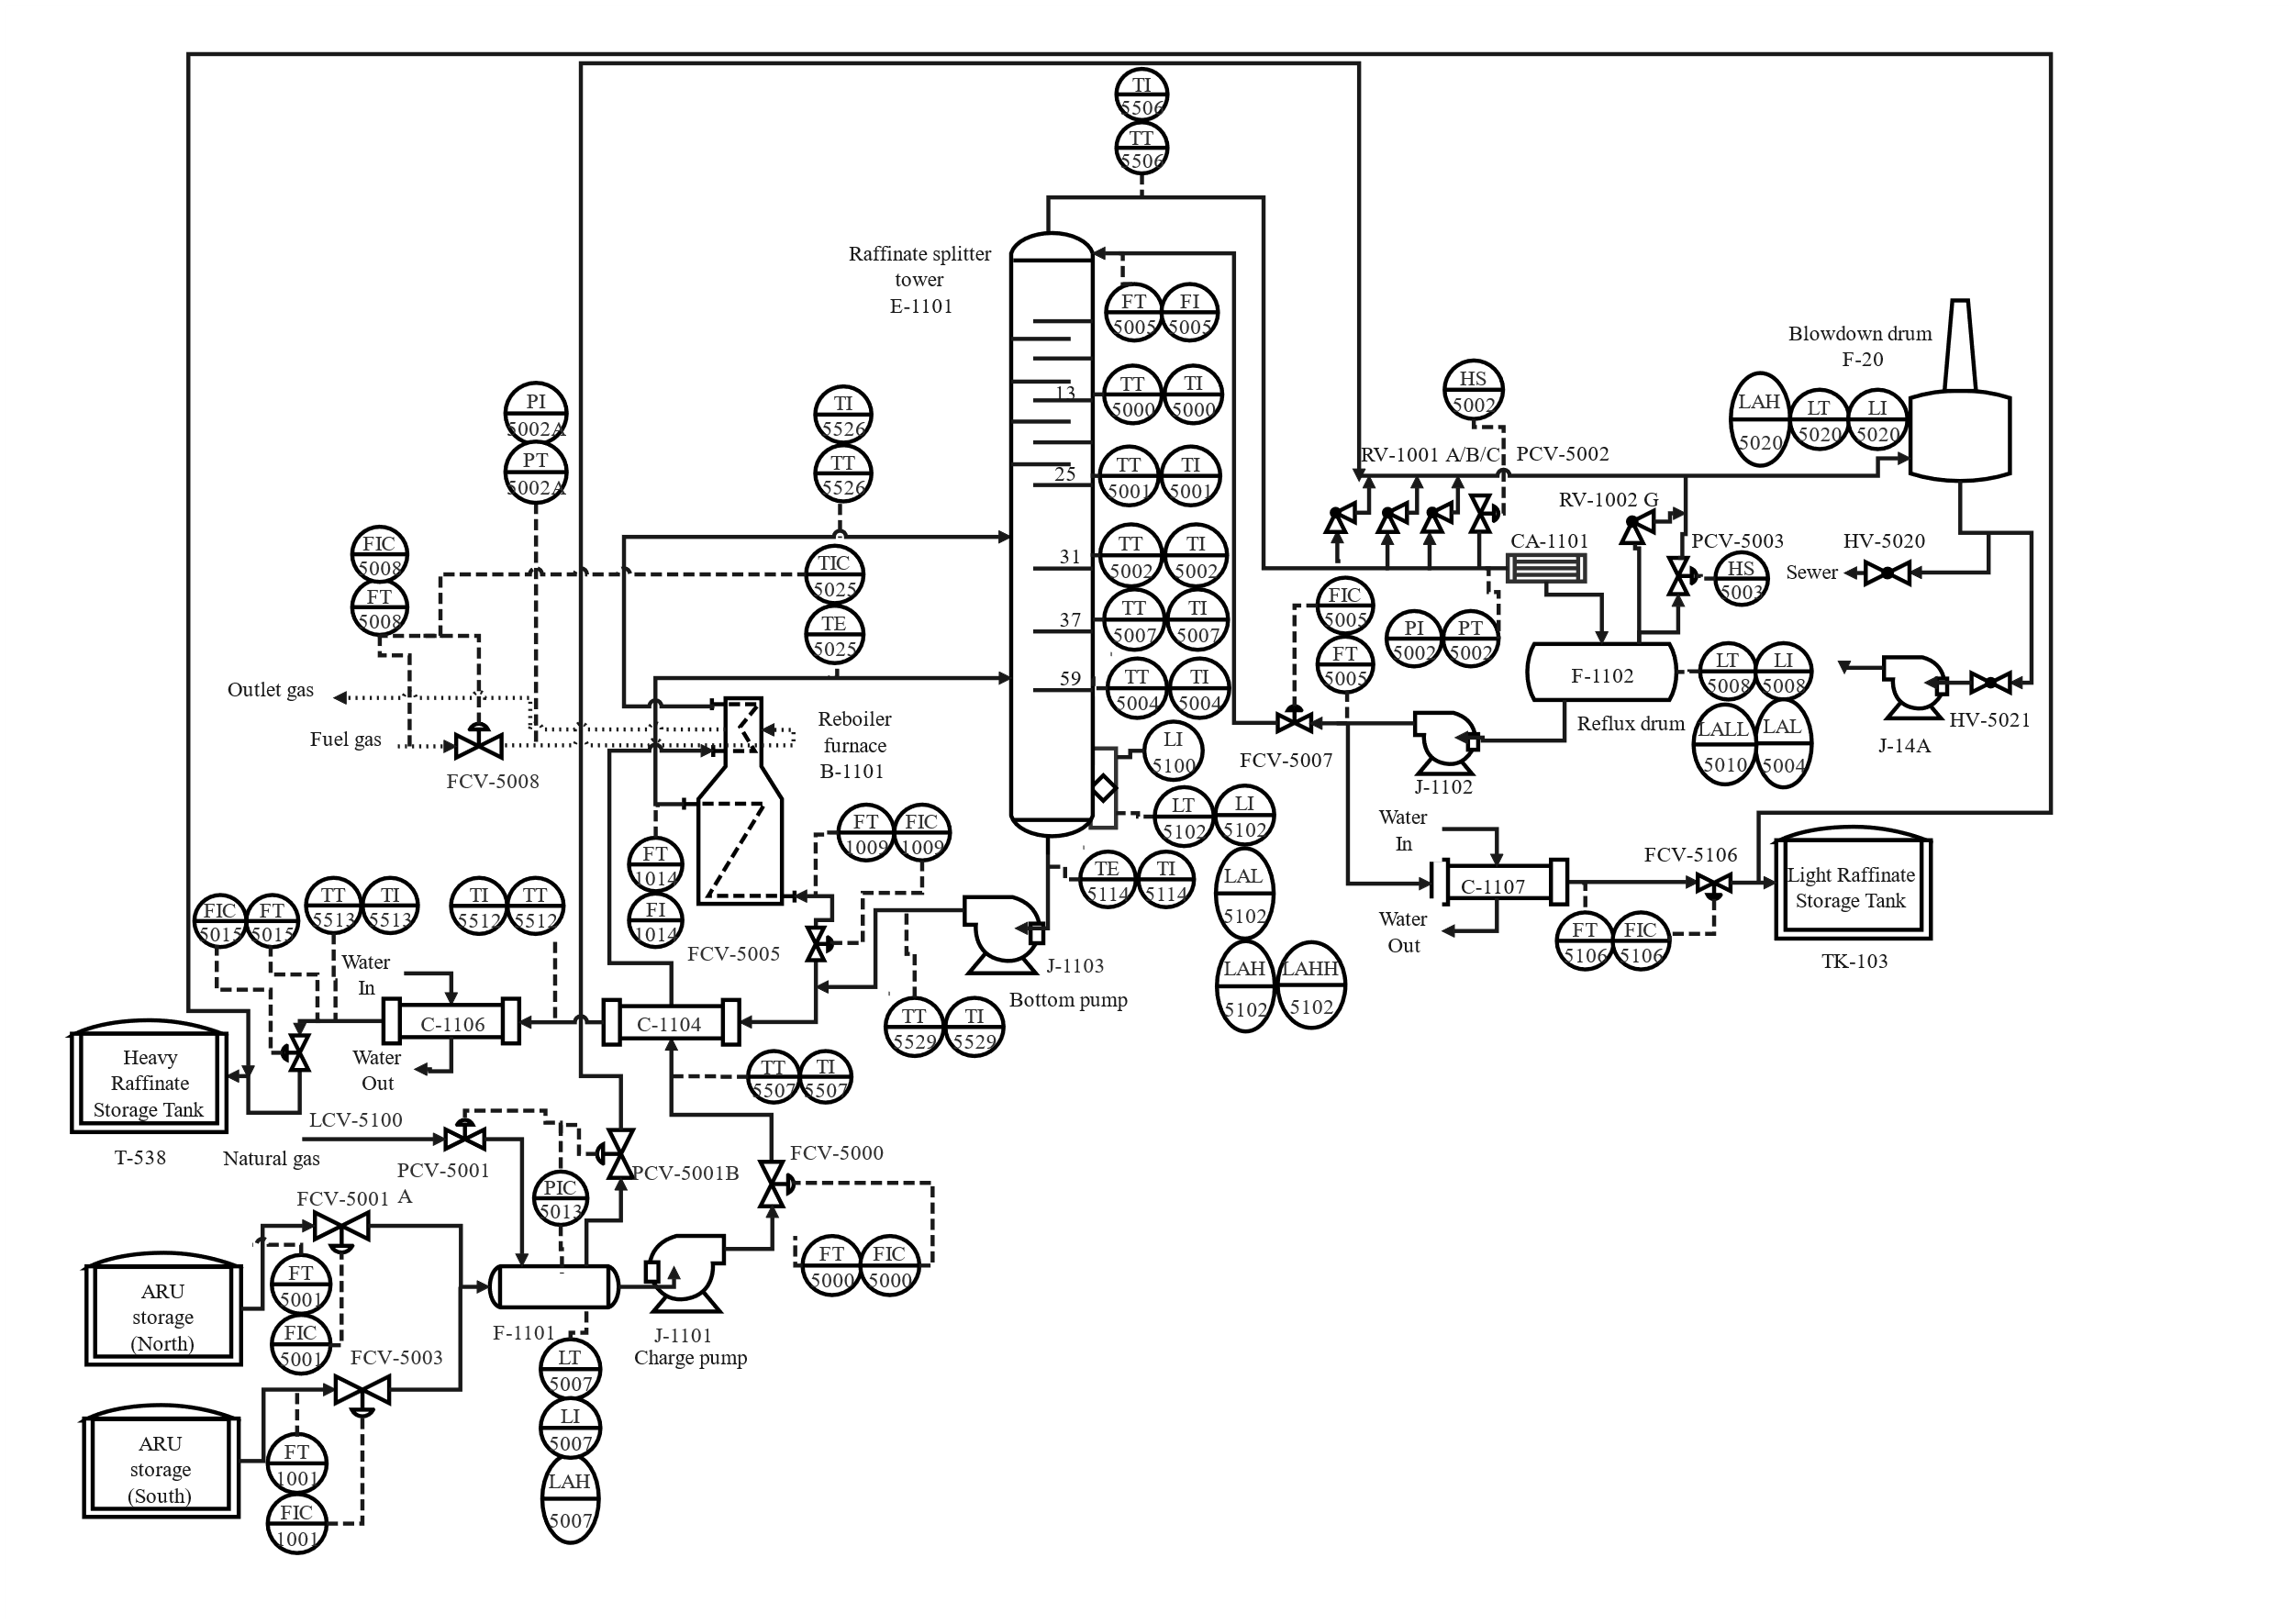 TI
5506
TT
5506
Raffinate splitter
tower
E-1101
FT
5005
FI
5005
13
TT
5000
TI
5000
25
TT
5001
TI
5001
31
TT
5002
TI
5002
37
TT
5007
TI
5007
59
TT
5004
TI
5004
LI
5100
LT
5102
LI
5102
LAL
5102
LAH
5102
LAHH
5102
TE
5114
TI
5114
Blowdown drum
F-20
LAH
5020
LT
5020
LI
5020
HS
5002
RV-1001 A/B/C
PCV-5002
RV-1002 G
CA-1101
PCV-5003
HS
5003
HV-5020
Sewer
HV-5021
J-14A
PI
5002A
PT
5002A
TI
5526
TT
5526
TIC
5025
TE
5025
FIC
5008
FT
5008
Outlet gas
Fuel gas
FCV-5008
Reboiler
furnace
B-1101
FIC
5005
FT
5005
PI
5002
PT
5002
FCV-5007
F-1102
Reflux drum
LT
5008
LI
5008
LALL
5010
LAL
5004
J-1102
Water
In
C-1107
Water
Out
FCV-5106
FT
5106
FIC
5106
Light Raffinate
Storage Tank
TK-103
FT
1014
FI
1014
FT
1009
FIC
1009
FCV-5005
J-1103
Bottom pump
TT
5529
TI
5529
FIC
5015
FT
5015
TT
5513
TI
5513
TI
5512
TT
5512
Water
In
C-1106
Water
Out
C-1104
TT
5507
TI
5507
Heavy
Raffinate
Storage Tank
T-538
LCV-5100
Natural gas
PCV-5001
A
PCV-5001B
PIC
5013
FCV-5000
FT
5000
FIC
5000
FCV-5001
ARU
storage
(North)
FT
5001
FIC
5001
FCV-5003
F-1101
J-1101
Charge pump
LT
5007
LI
5007
LAH
5007
ARU
storage
(South)
FT
1001
FIC
1001